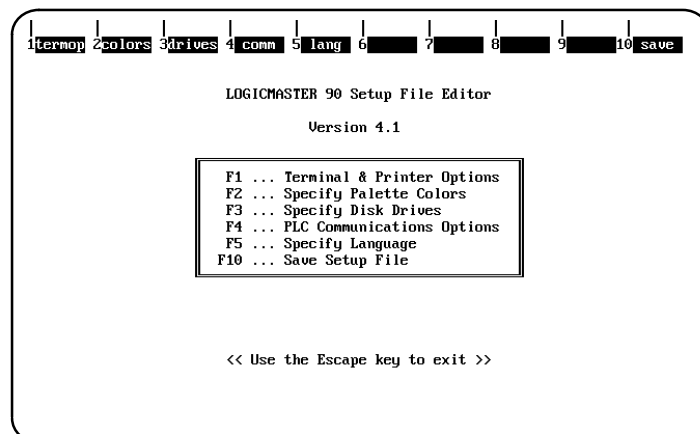 1termop 2colors 3drives 4 comm 5 lang 6 7 8 9 10 save
LOGICMASTER 90 Setup File Editor
Version 4.1
F1 ... Terminal & Printer Options
F2 ... Specify Palette Colors
F3 ... Specify Disk Drives
F4 ... PLC Communications Options
F5 ... Specify Language
F10 ... Save Setup File
<< Use the Escape key to exit >>